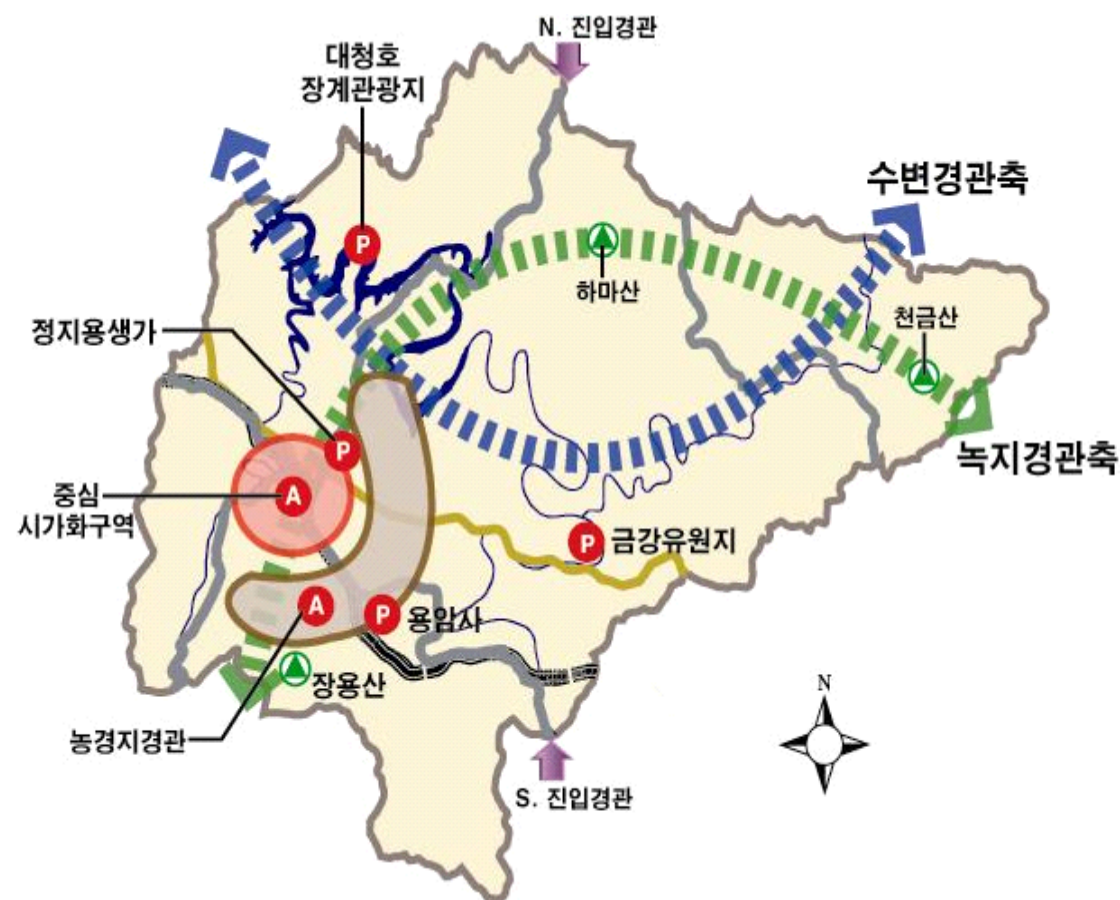 N. 진입경관
대청호
장계관광지
P
수변경관축
하마산
천금산
정지용생가
P
녹지경관축
중심
시가화구역
A
P
금강유원지
A
P
용암사
장용산
농경지경관
N
S. 진입경관